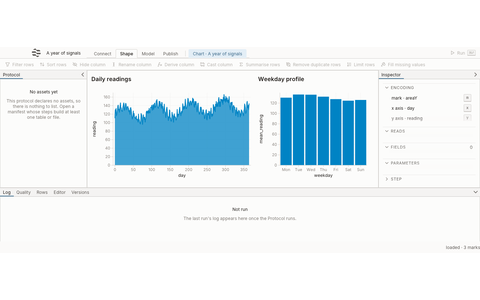 A year of signals
Connect Shape Model Publish Chart · A year of signals Run
Filter rows Sort rows Hide columns Rename column Derive column Cast column Summarize rows Remove duplicate rows Limit rows Fill missing values
Protocol
No assets yet
This protocol declares no assets, so
there is nothing to list. Open a
manifest whose steps build at least
one table or file.
Daily readings
reading
160
140
120
100
80
60
40
20
0
0 50 100 150 200 250 300 350
day
Weekday profile
mean_reading
120
100
80
60
40
20
0
Mon Tue Wed Thu Fri Sat Sun
weekday
Inspector
ENCODING
mark · areaY
x axis · day
y axis · reading
READS
FIELDS 0
PARAMETERS
STEP
Log Quality Rows Editor Versions
Not run
The last run's log appears here once the Protocol runs.
loaded · 3 marks